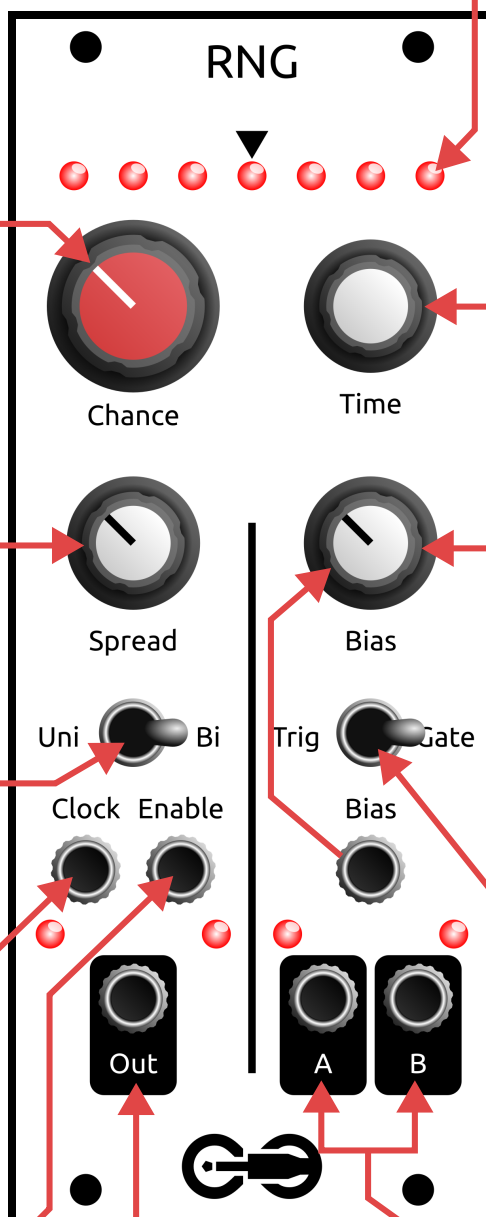 RNG
Chance
Time
Spread
Bias
Uni
Bi
Trig
Gate
Clock
Enable
Bias
Out
A
B